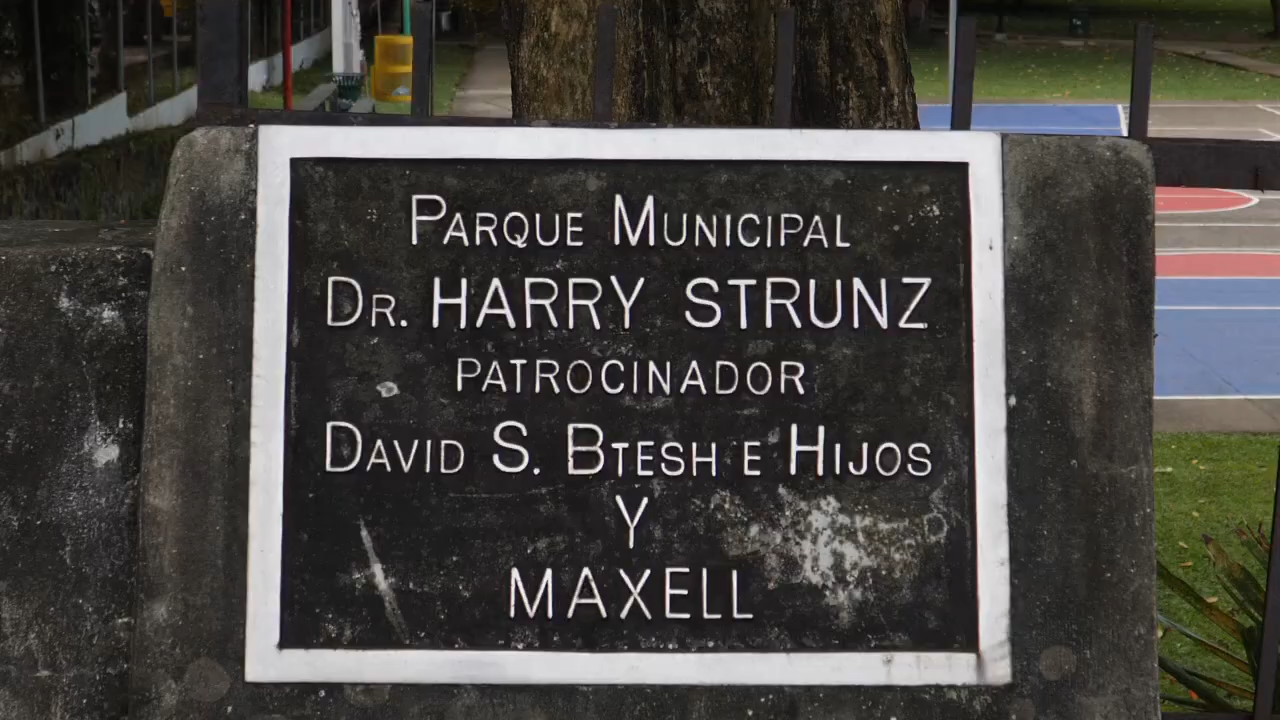 Parque Municipal
Dr. HARRY STRUNZ
PATROCINADOR
David S. Btesh e Hijos
Y
MAXELL